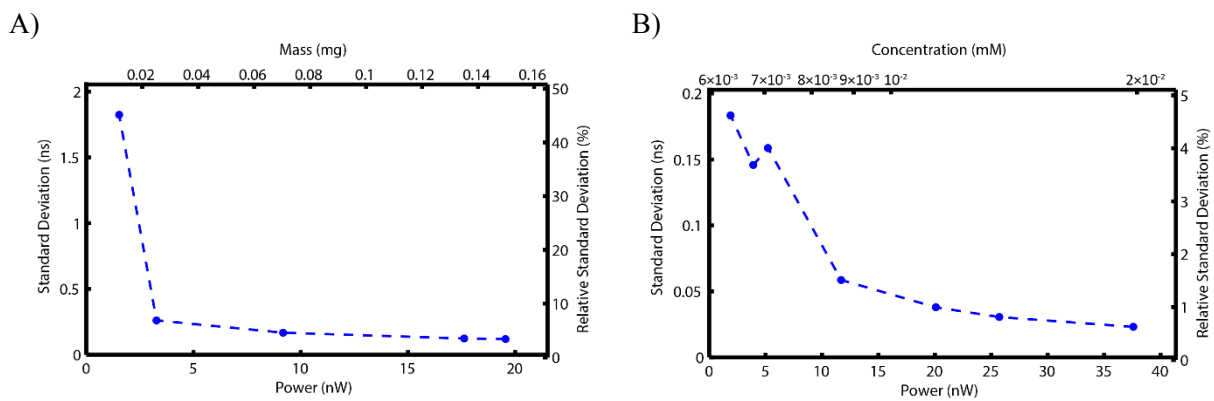 A)
Mass (mg)
0.02 0.04 0.06 0.08 0.1 0.12 0.14 0.16
2
1.5
1
0.5
0
Standard Deviation (ns)
50
40
30
20
10
0
Relative Standard Deviation (%)
0 5 10 15 20
Power (nW)
B)
Concentration (mM)
6×10⁻³ 7×10⁻³ 8×10⁻³ 9×10⁻³ 10⁻² 2×10⁻²
0.2
0.15
0.1
0.05
0
Standard Deviation (ns)
5
4
3
2
1
0
Relative Standard Deviation (%)
0 5 10 15 20 25 30 35 40
Power (nW)